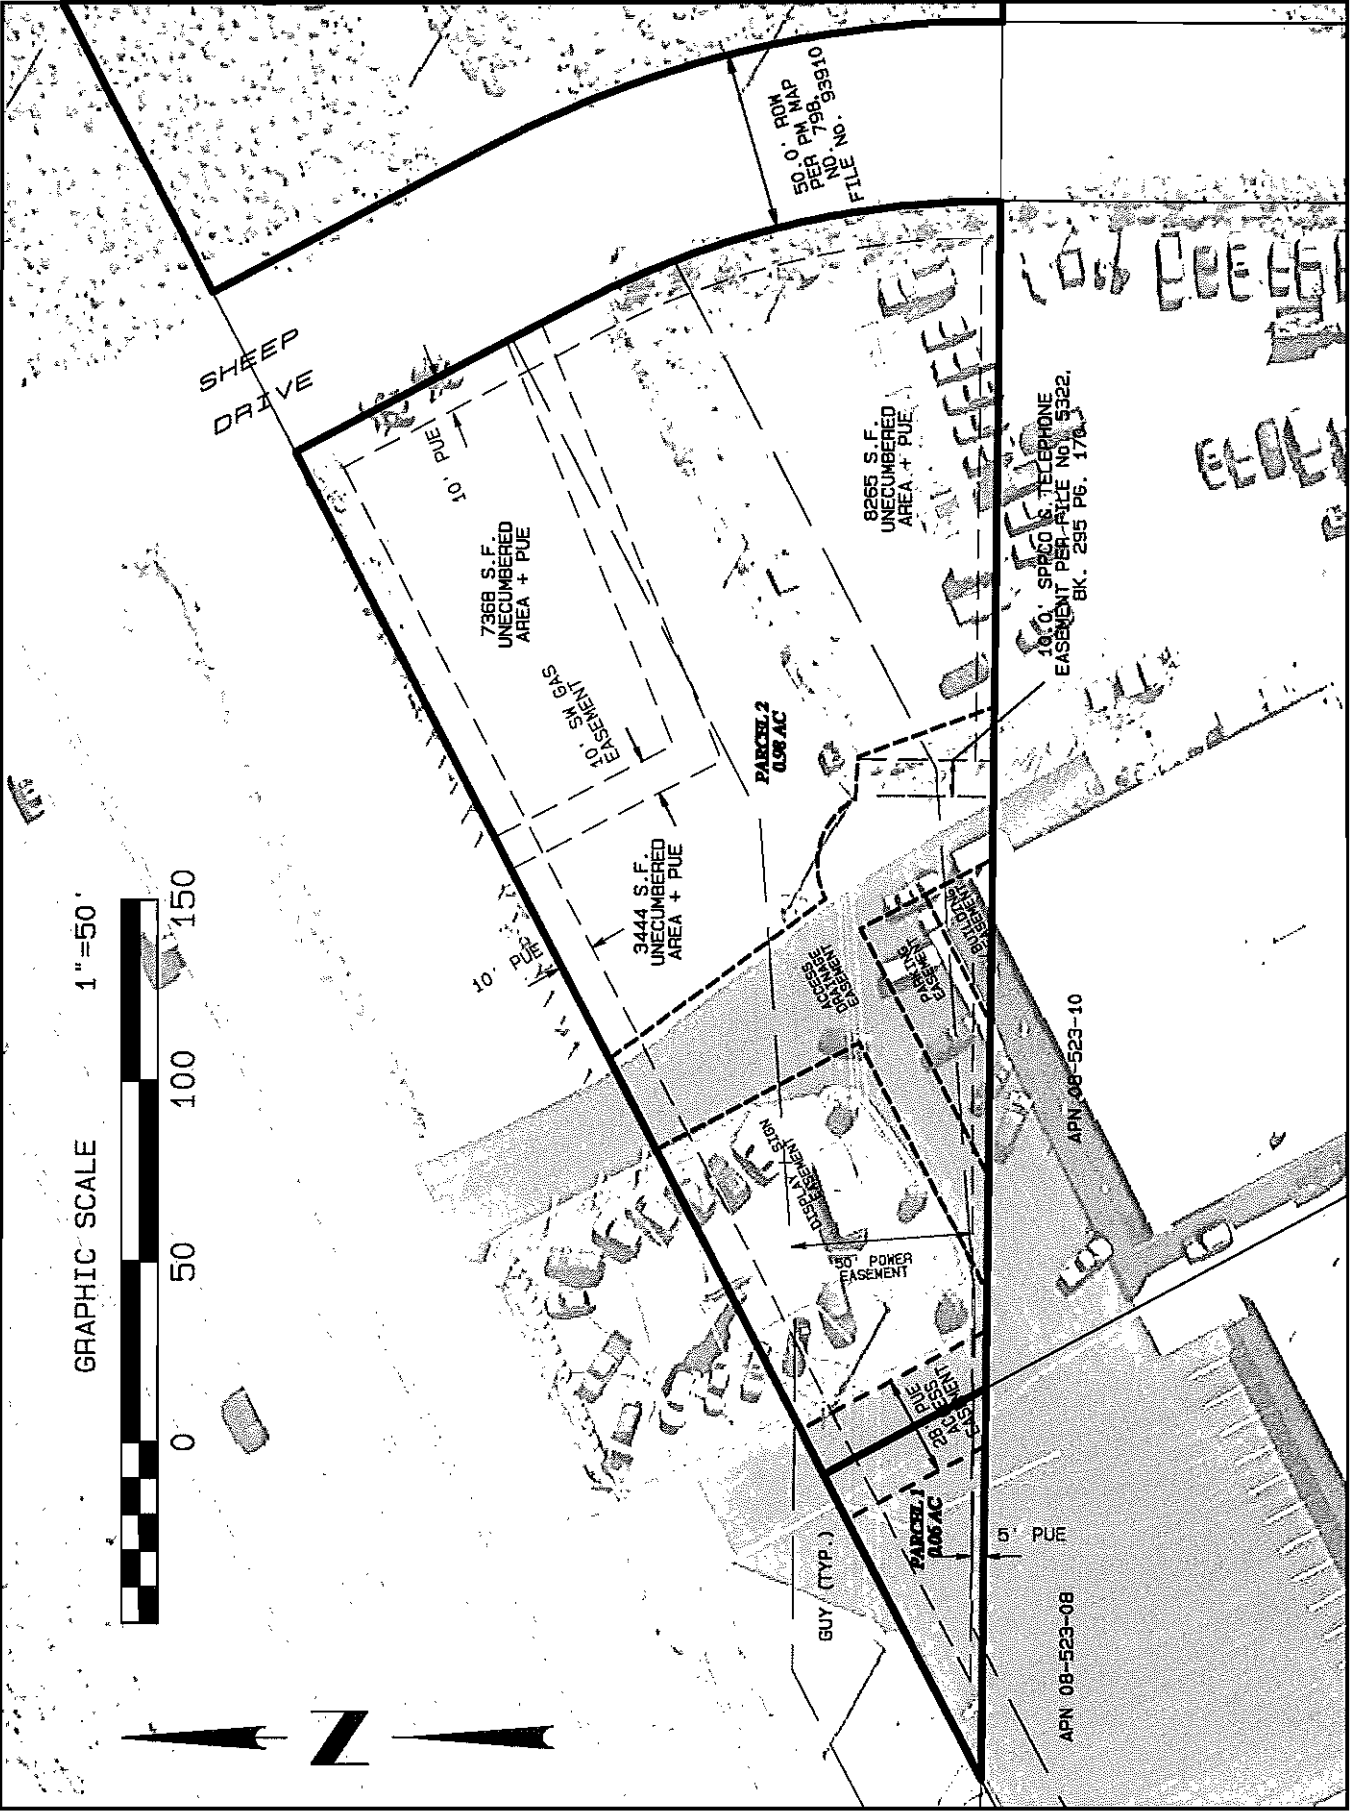 GRAPHIC SCALE 1"=50'
0 50 100 150
N
SHEEP
DRIVE
50.0' ROW
PER PM MAP
NO. 798,
FILE NO. 93910
10' PUE
7368 S.F.
UNECUMBERED
AREA + PUE
10' SW GAS
EASEMENT
3444 S.F.
UNECUMBERED
AREA + PUE
10' PUE
8265 S.F.
UNECUMBERED
AREA + PUE
PARCEL 2
0.98 AC
10.0' SPPCO & TELEPHONE
EASEMENT PER FILE NO. 5322,
BK. 295 PG. 178
ACCESS
DRAINAGE
EASEMENT
PARKING
EASEMENT
BUILDING
EASEMENT
SIGN
DISPLAY
EASEMENT
50' POWER
EASEMENT
28' PUE
ACCESS
EASEMENT
PARCEL 1
0.06 AC
GUY (TYP.)
5' PUE
APN 08-523-10
APN 08-523-08